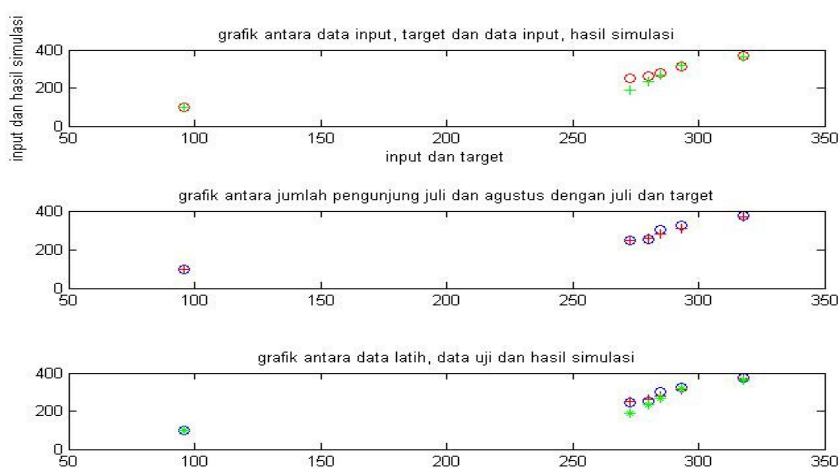 grafik antara data input, target dan data input, hasil simulasi
input dan hasil simulasi
400
200
0
50 100 150 200 250 300 350
input dan target
grafik antara jumlah pengunjung juli dan agustus dengan juli dan target
400
200
0
50 100 150 200 250 300 350
grafik antara data latih, data uji dan hasil simulasi
400
200
0
50 100 150 200 250 300 350